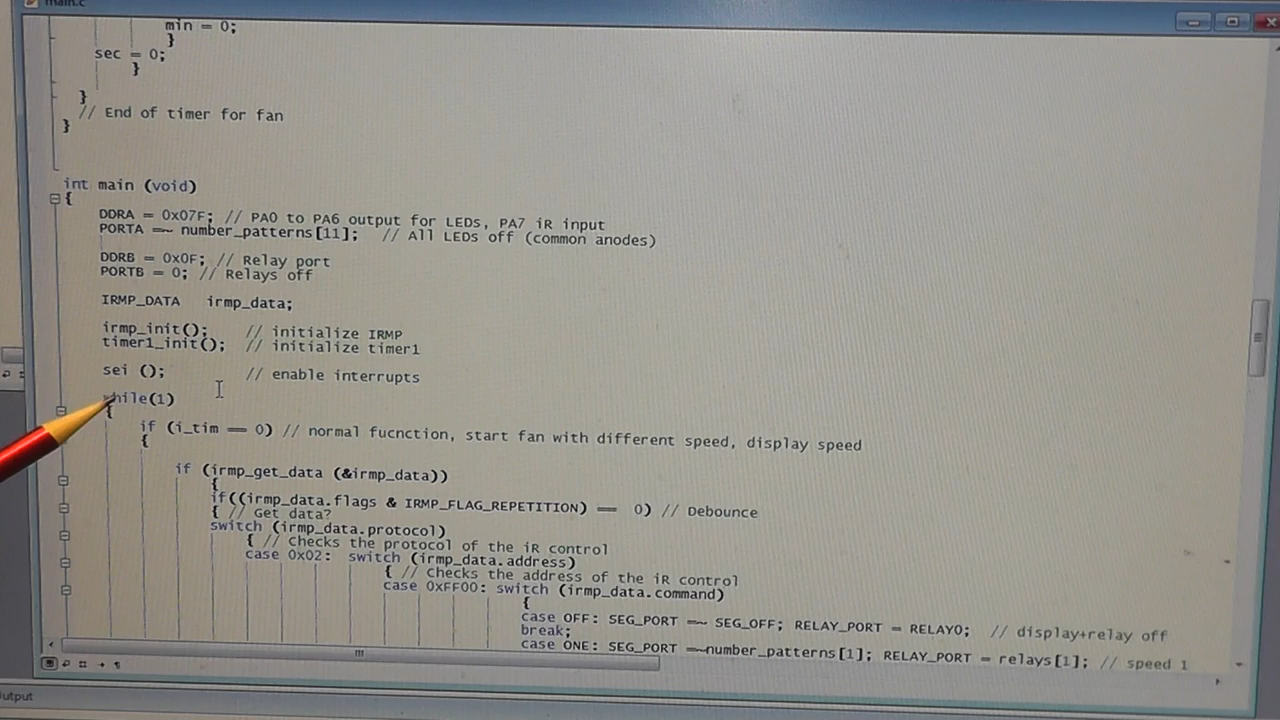 main.c
min = 0;
}
sec = 0;
}
}
// End of timer for fan
}
int main (void)
{
DDRA = 0x07F; // PA0 to PA6 output for LEDs, PA7 iR input
PORTA =~ number_patterns[11]; // All LEDs off (common anodes)
DDRB = 0x0F; // Relay port
PORTB = 0; // Relays off
IRMP_DATA irmp_data;
irmp_init(); // initialize IRMP
timer1_init(); // initialize timer1
sei (); // enable interrupts
while(1)
{
if (i_tim == 0) // normal fucnction, start fan with different speed, display speed
{
if (irmp_get_data (&irmp_data))
{
if((irmp_data.flags & IRMP_FLAG_REPETITION) == 0) // Debounce
{ // Get data?
switch (irmp_data.protocol)
{ // Checks the protocol of the iR control
case 0x02: switch (irmp_data.address)
{ // Checks the address of the iR control
case 0xFF00: switch (irmp_data.command)
{
case OFF: SEG_PORT =~ SEG_OFF; RELAY_PORT = RELAY0; // display+relay off
break;
case ONE: SEG_PORT =~number_patterns[1]; RELAY_PORT = relays[1]; // speed 1
utput